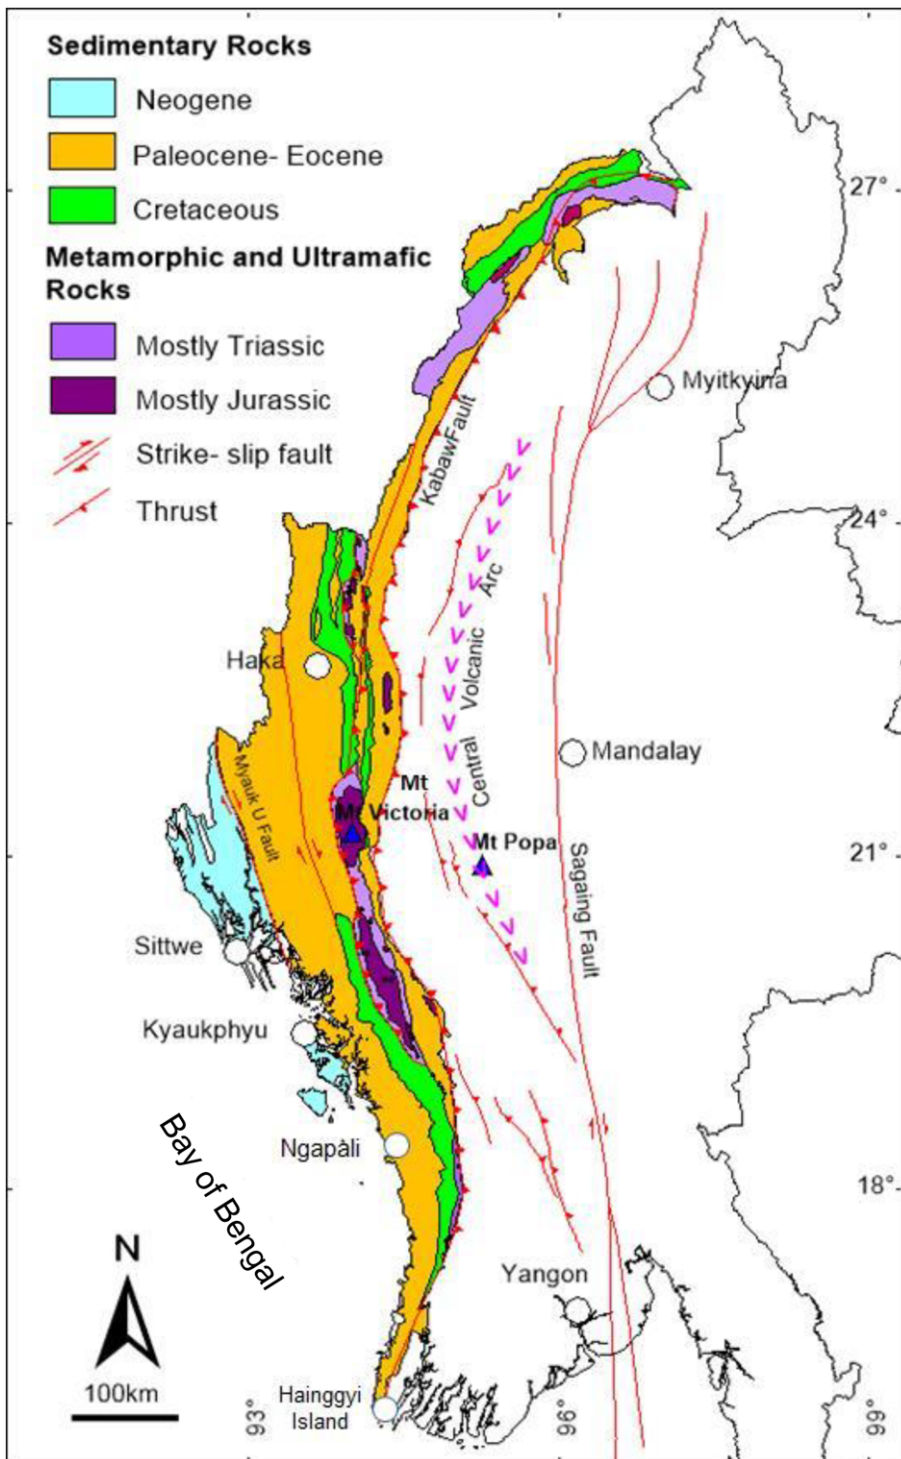 Sedimentary Rocks
Neogene
Paleocene- Eocene
Cretaceous
Metamorphic and Ultramafic
Rocks
Mostly Triassic
Mostly Jurassic
Strike- slip fault
Thrust
27°
Myitkyina
KabawFault
24°
Central Volcanic Arc
Haka
Mandalay
Myauk U Fault
Mt
Mt Victoria
Mt Popa
21°
Sagaing Fault
Sittwe
Kyaukphyu
Bay of Bengal
Ngapàli
18°
N
Yangon
100km
Hainggyi
Island
93°
96°
99°